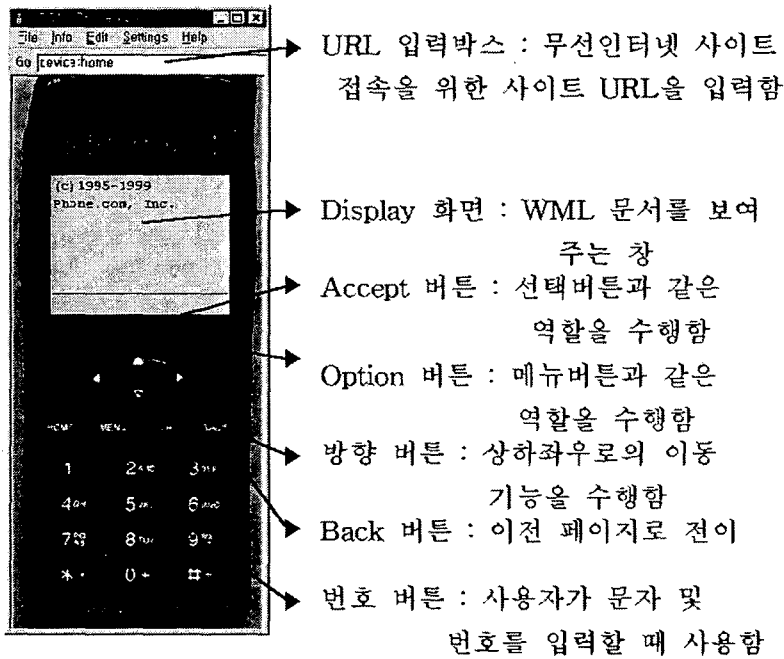 File Info Edit Settings Help
Go device:home
URL 입력박스 : 무선인터넷 사이트
접속을 위한 사이트 URL을 입력함
(c) 1995-1999
Phone.com, Inc.
Display 화면 : WML 문서를 보여
주는 창
Accept 버튼 : 선택버튼과 같은
역할을 수행함
Option 버튼 : 메뉴버튼과 같은
역할을 수행함
HOME MENU
방향 버튼 : 상하좌우로의 이동
기능을 수행함
Back 버튼 : 이전 페이지로 전이
1 2 3
4 5 6
7 8 9
* 0 #
번호 버튼 : 사용자가 문자 및
번호를 입력할 때 사용함